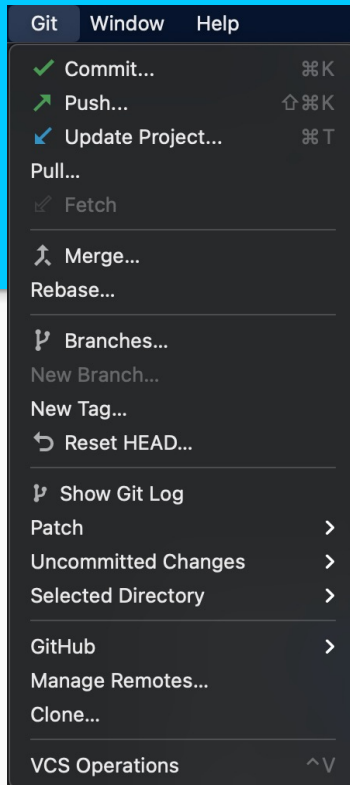 Git Window Help
Commit... ⌘K
Push... ⇧⌘K
Update Project... ⌘T
Pull...
Fetch
Merge...
Rebase...
Branches...
New Branch...
New Tag...
Reset HEAD...
Show Git Log
Patch
Uncommitted Changes
Selected Directory
GitHub
Manage Remotes...
Clone...
VCS Operations ^V